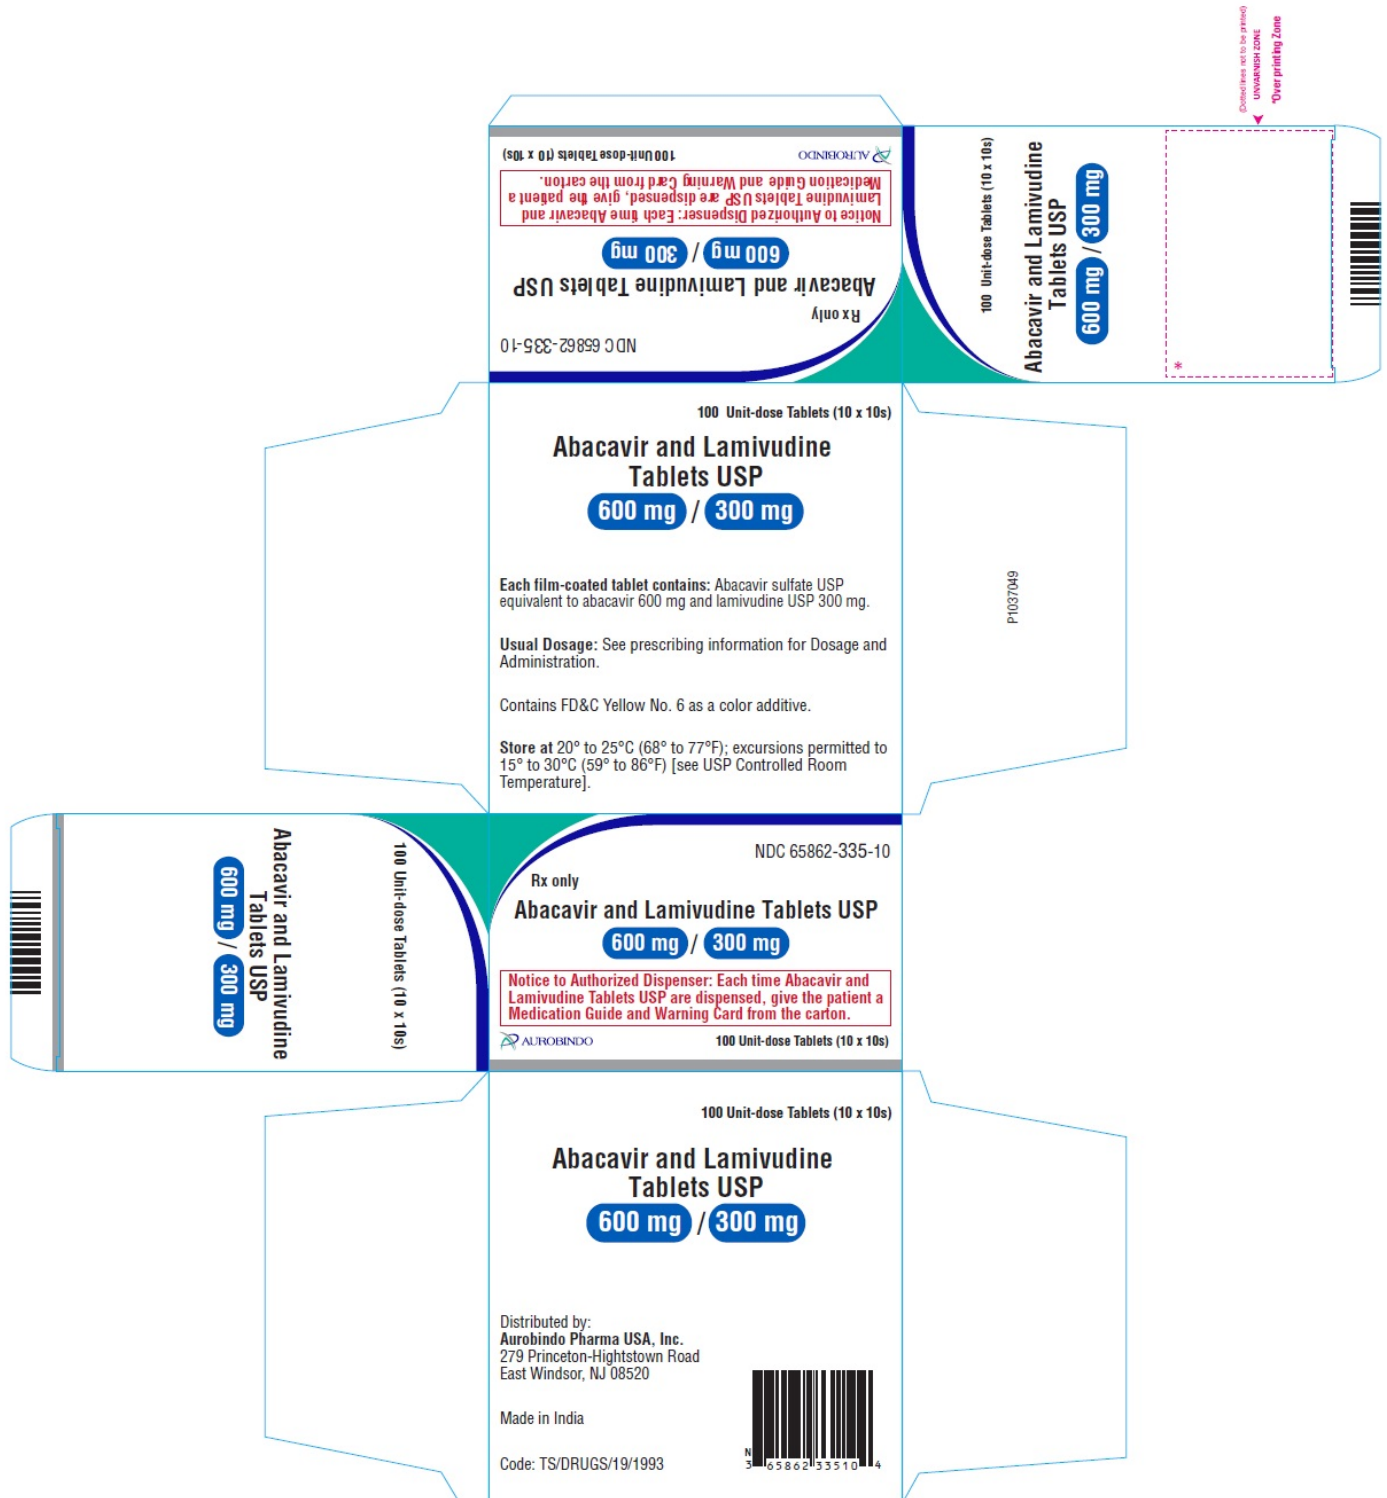 (Dotted lines not to be printed)
UNVARNISH ZONE
*Over printing Zone
100 Unit-dose Tablets (10 x 10s)
Abacavir and Lamivudine
Tablets USP
600 mg / 300 mg
*
NDC 65862-335-10
Rx only
Abacavir and Lamivudine Tablets USP
600 mg / 300 mg
Notice to Authorized Dispenser: Each time Abacavir and
Lamivudine Tablets USP are dispensed, give the patient a
Medication Guide and Warning Card from the carton.
AUROBINDO 100 Unit-dose Tablets (10 x 10s)
100 Unit-dose Tablets (10 x 10s)
Abacavir and Lamivudine
Tablets USP
600 mg / 300 mg
Each film-coated tablet contains: Abacavir sulfate USP
equivalent to abacavir 600 mg and lamivudine USP 300 mg.
Usual Dosage: See prescribing information for Dosage and
Administration.
Contains FD&C Yellow No. 6 as a color additive.
Store at 20° to 25°C (68° to 77°F); excursions permitted to
15° to 30°C (59° to 86°F) [see USP Controlled Room
Temperature].
P1037049
100 Unit-dose Tablets (10 x 10s)
Abacavir and Lamivudine
Tablets USP
600 mg / 300 mg
NDC 65862-335-10
Rx only
Abacavir and Lamivudine Tablets USP
600 mg / 300 mg
Notice to Authorized Dispenser: Each time Abacavir and
Lamivudine Tablets USP are dispensed, give the patient a
Medication Guide and Warning Card from the carton.
AUROBINDO 100 Unit-dose Tablets (10 x 10s)
100 Unit-dose Tablets (10 x 10s)
Abacavir and Lamivudine
Tablets USP
600 mg / 300 mg
Distributed by:
Aurobindo Pharma USA, Inc.
279 Princeton-Hightstown Road
East Windsor, NJ 08520
Made in India
Code: TS/DRUGS/19/1993
N
3 65862 33510 4